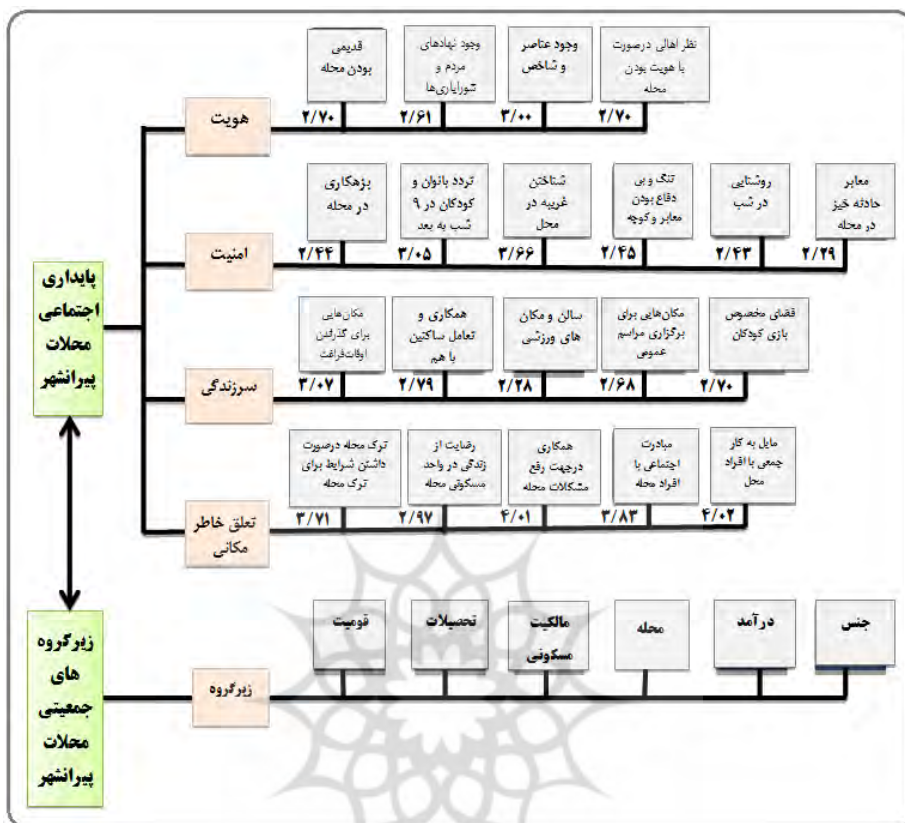 قدیمی
بودن محله
وجود نهادهای
مردم و
شورایاری‌ها
وجود عناصر
و شاخص
نظر اهالی درصورت
با هویت بودن
محله
هویت
۲/۷۰
۲/۶۱
۳/۰۰
۲/۷۰
بزهکاری
در محله
تردد بانوان و
کودکان در ۹
شب به بعد
شناختن
غریبه در
محل
تنگ و بی
دفاع بودن
معابر و کوچه
روشنایی
در شب
معابر
حادثه خیز
در محله
امنیت
۲/۴۴
۳/۰۵
۳/۶۶
۲/۴۵
۲/۴۳
۲/۲۹
پایداری
اجتماعی
محلات
پیرانشهر
مکان‌هایی
برای گذراندن
اوقات‌فراغت
همکاری و
تعامل ساکنین
با هم
سالن و مکان
های ورزشی
مکان‌هایی برای
برگزاری مراسم
عمومی
فضای مخصوص
بازی کودکان
سرزندگی
۳/۰۷
۲/۷۹
۲/۲۸
۲/۶۸
۲/۷۰
ترک محله درصورت
داشتن شرایط برای
ترک محله
رضایت از
زندگی در واحد
مسکونی محله
همکاری
درجهت رفع
مشکلات محله
مبادرت
اجتماعی با
افراد محله
مایل به کار
جمعی با افراد
محل
تعلق خاطر
مکانی
۳/۷۱
۲/۹۷
۴/۰۱
۳/۸۳
۴/۰۲
زیرگروه
های
جمعیتی
محلات
پیرانشهر
زیرگروه
قومیت
تحصیلات
مالکیت
مسکونی
محله
درآمد
جنس